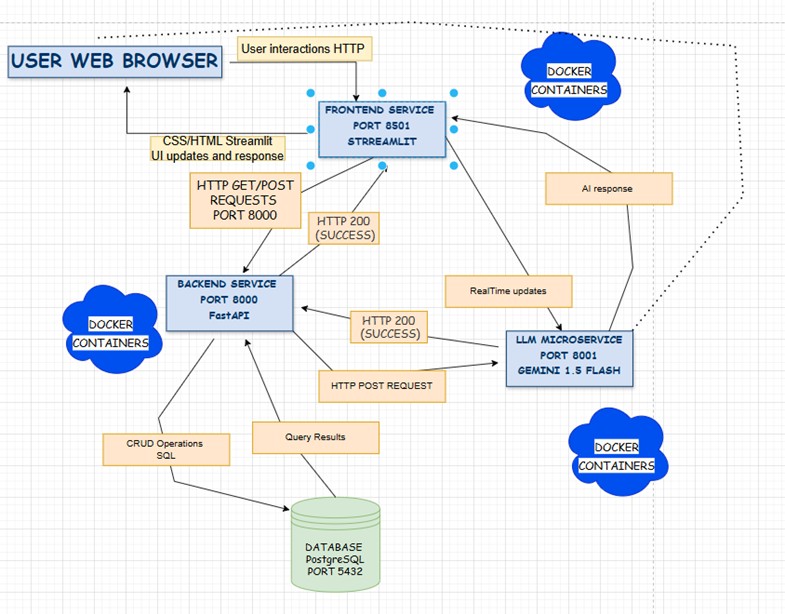 User interactions HTTP
USER WEB BROWSER
DOCKER
CONTAINERS
FRONTEND SERVICE
PORT 8501
STRREAMLIT
CSS/HTML Streamlit
UI updates and response
HTTP GET/POST
REQUESTS
PORT 8000
AI response
HTTP 200
(SUCCESS)
BACKEND SERVICE
PORT 8000
FastAPI
RealTime updates
DOCKER
CONTAINERS
HTTP 200
(SUCCESS)
LLM MICROSERVICE
PORT 8001
GEMINI 1.5 FLASH
HTTP POST REQUEST
CRUD Operations
SQL
Query Results
DOCKER
CONTAINERS
DATABASE
PostgreSQL
PORT 5432